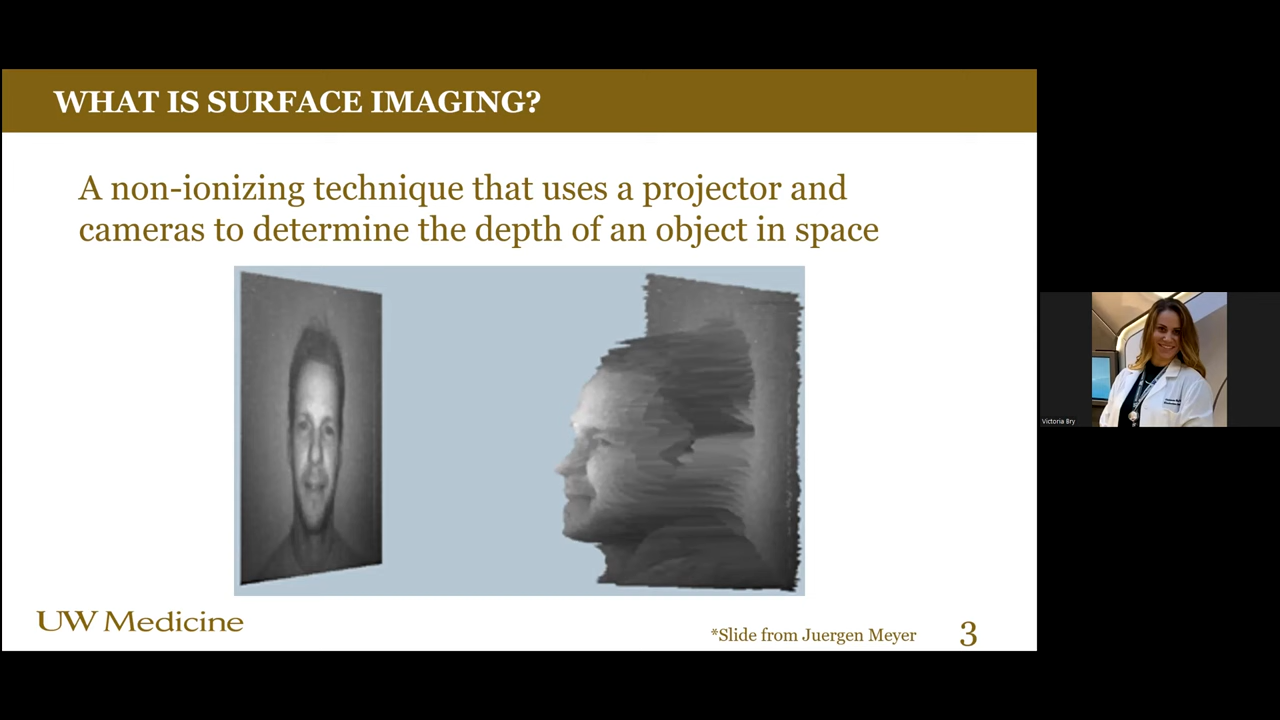 WHAT IS SURFACE IMAGING?
A non-ionizing technique that uses a projector and
cameras to determine the depth of an object in space
UW Medicine
*Slide from Juergen Meyer
3
Victoria Bry